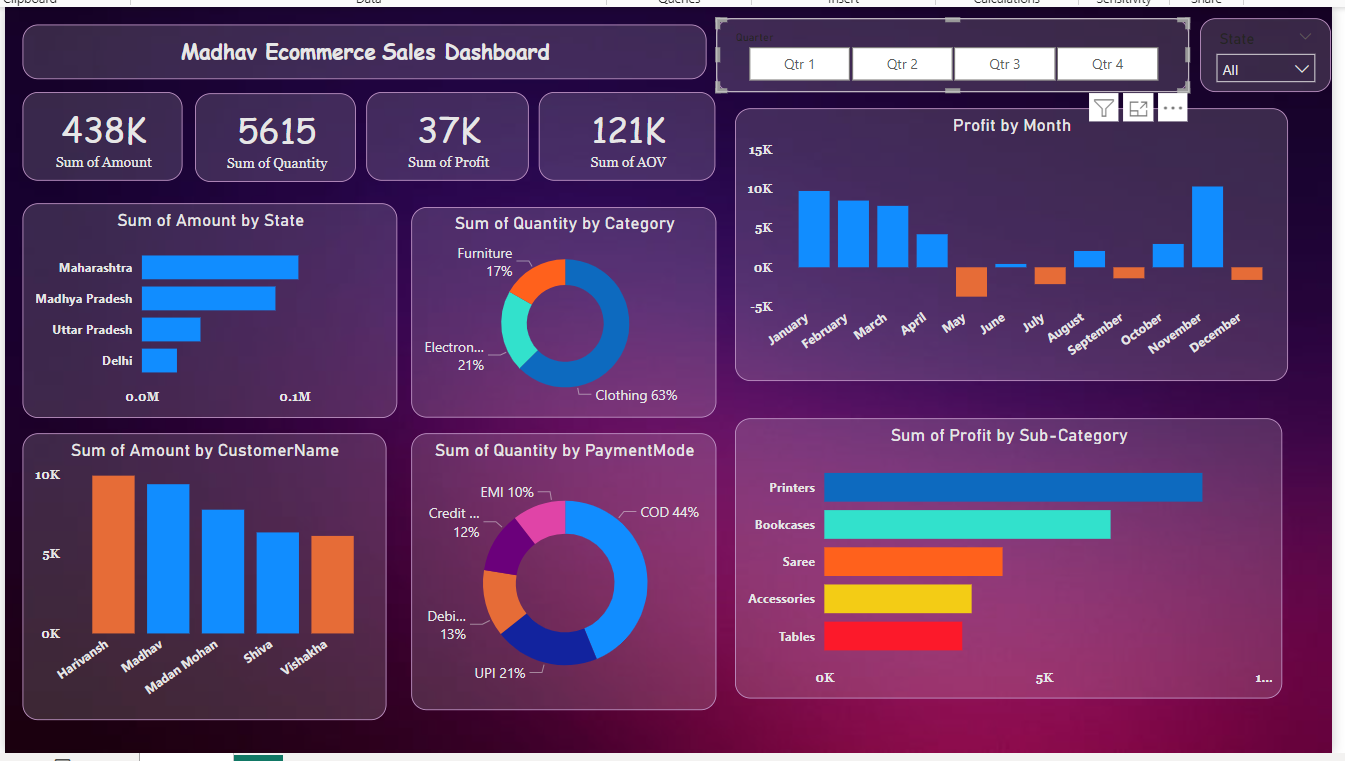 Clipboard
Data
Queries
Insert
Calculations
Sensitivity
Share
Madhav Ecommerce Sales Dashboard
Quarter
Qtr 1
Qtr 2
Qtr 3
Qtr 4
State
All
438K
Sum of Amount
5615
Sum of Quantity
37K
Sum of Profit
121K
Sum of AOV
Profit by Month
15K
10K
5K
0K
-5K
January
February
March
April
May
June
July
August
September
October
November
December
Sum of Amount by State
Maharashtra
Madhya Pradesh
Uttar Pradesh
Delhi
0.0M
0.1M
Sum of Quantity by Category
Furniture
17%
Electron...
21%
Clothing 63%
Sum of Amount by CustomerName
10K
5K
0K
Harivansh
Madhav
Madan Mohan
Shiva
Vishakha
Sum of Quantity by PaymentMode
EMI 10%
COD 44%
Credit ...
12%
Debi...
13%
UPI 21%
Sum of Profit by Sub-Category
Printers
Bookcases
Saree
Accessories
Tables
0K
5K
1...